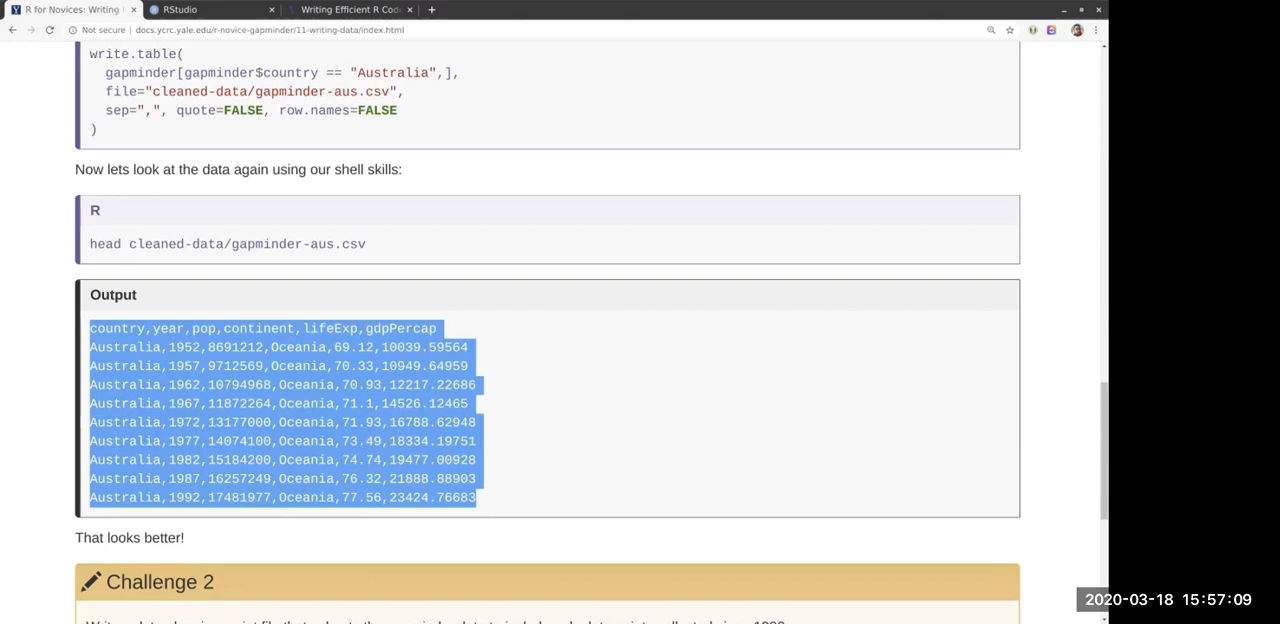 R for Novices: Writing
RStudio
Writing Efficient R Cod
Not secure
docs.ycrc.yale.edu/r-novice-gapminder/11-writing-data/index.html
write.table(
gapminder[gapminder$country == "Australia",],
file="cleaned-data/gapminder-aus.csv",
sep=",", quote=FALSE, row.names=FALSE
)
Now lets look at the data again using our shell skills:
R
head cleaned-data/gapminder-aus.csv
Output
country,year,pop,continent,lifeExp,gdpPercap
Australia,1952,8691212,Oceania,69.12,10039.59564
Australia,1957,9712569,Oceania,70.33,10949.64959
Australia,1962,10794968,Oceania,70.93,12217.22686
Australia,1967,11872264,Oceania,71.1,14526.12465
Australia,1972,13177000,Oceania,71.93,16788.62948
Australia,1977,14074100,Oceania,73.49,18334.19751
Australia,1982,15184200,Oceania,74.74,19477.00928
Australia,1987,16257249,Oceania,76.32,21888.88903
Australia,1992,17481977,Oceania,77.56,23424.76683
That looks better!
Challenge 2
2020-03-18 15:57:09